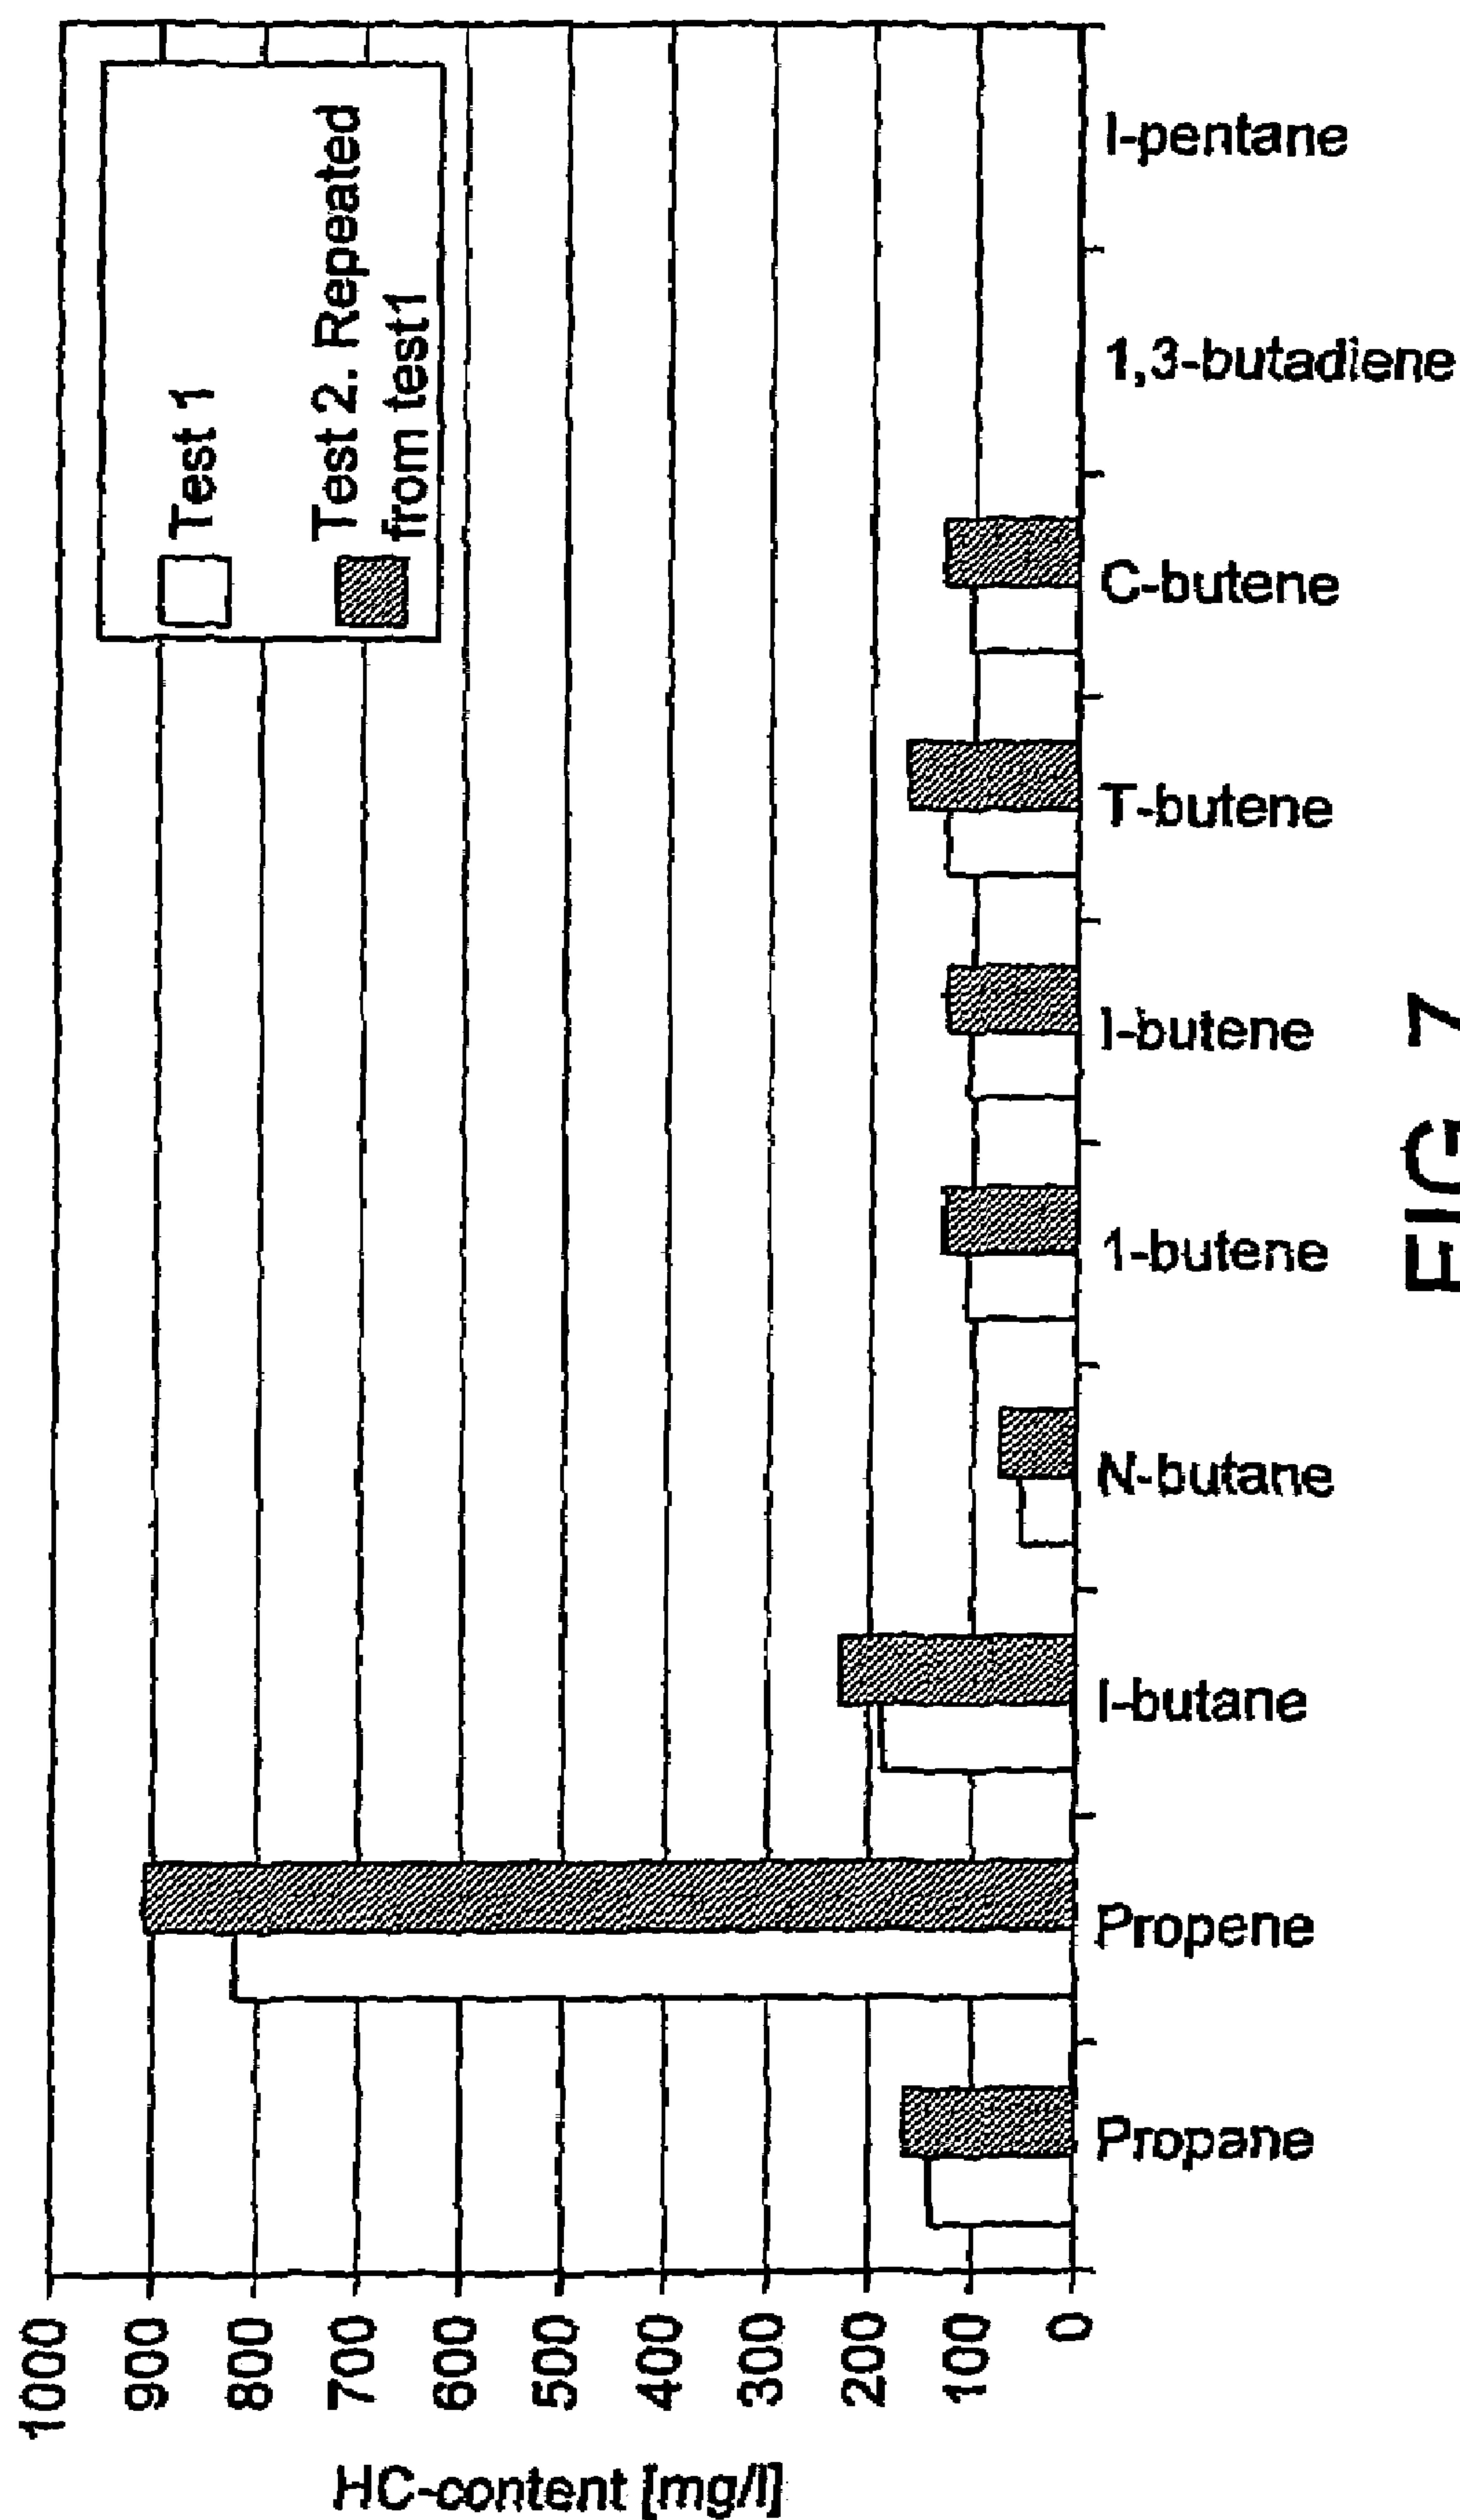 HC-content [mg/l]
1000
900
800
700
600
500
400
300
200
100
0
Test 1
Test 2. Repeated
from test1
Propane
Propene
I-butane
N-butane
1-butene
I-butene
T-butene
C-butene
1,3-butadiene
I-pentane
FIG 7